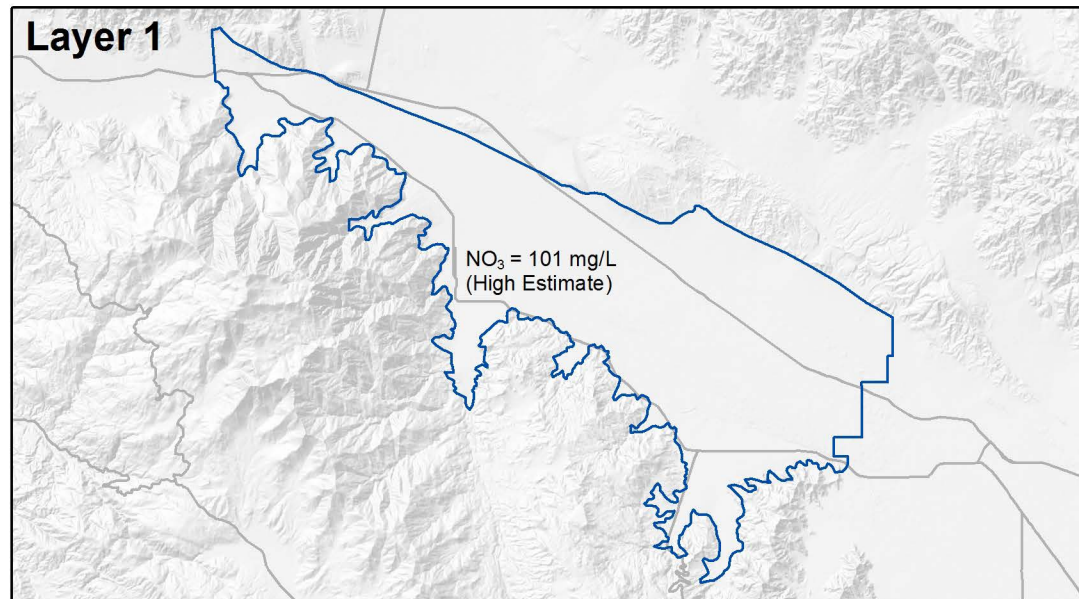 Layer 1
NO₃ = 101 mg/L
(High Estimate)